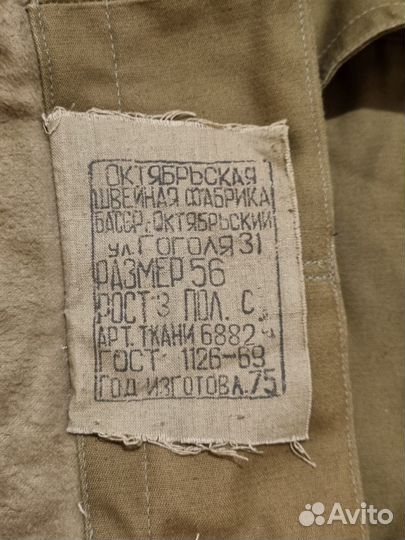 ОКТЯБРЬСКАЯ
ШВЕЙНАЯ ФАБРИКА
БАССР, ОКТЯБРЬСКИЙ
УЛ. ГОГОЛЯ 31
РАЗМЕР 56
РОСТ 3 ПОЛ. С.
АРТ. ТКАНИ 6882
ГОСТ 1126-69
ГОД ИЗГОТОВЛ. 75
Avito